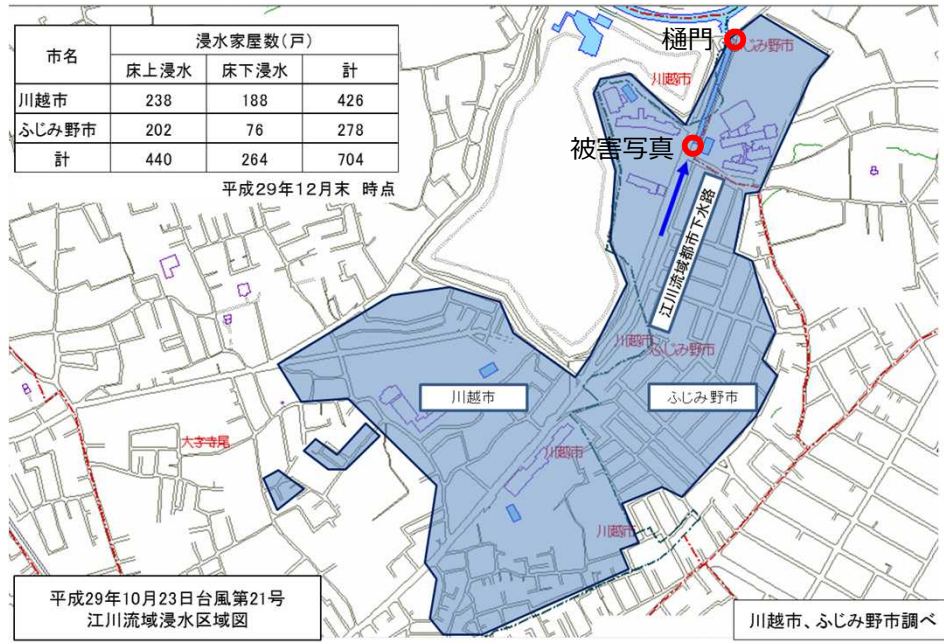 市名 浸水家屋数(戸)
床上浸水 床下浸水 計
川越市 238 188 426
ふじみ野市 202 76 278
計 440 264 704
平成29年12月末 時点
樋門
ふじみ野市
川越市
被害写真
江川流域都市下水路
川越市
ふじみ野市
川越市
ふじみ野市
大字寺尾
川越市
川越市
平成29年10月23日台風第21号
江川流域浸水区域図
川越市、ふじみ野市調べ